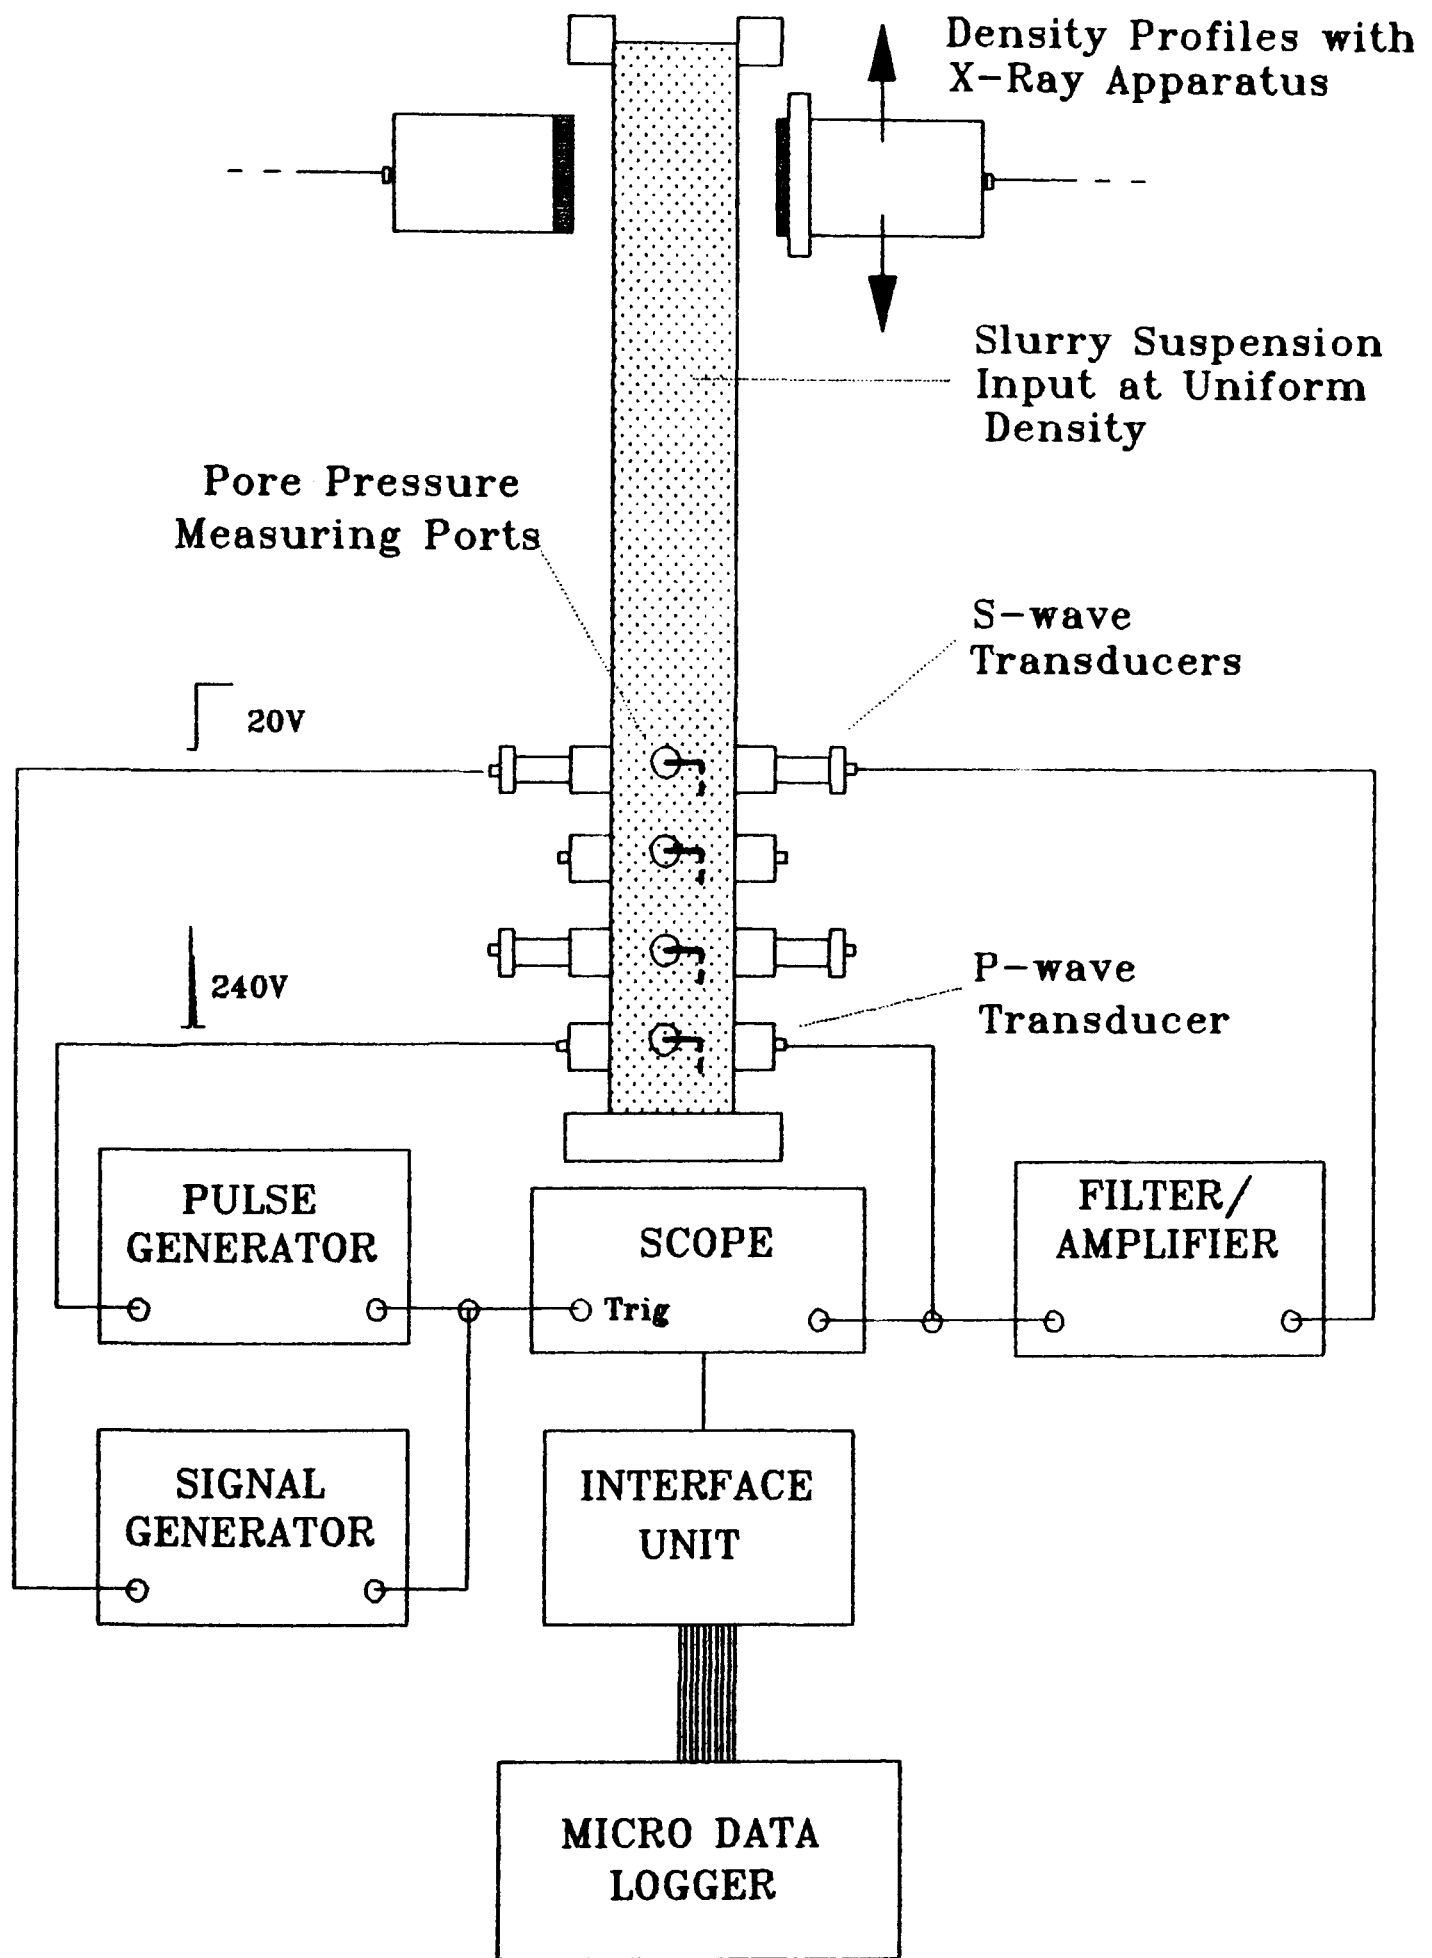 Density Profiles with
X-Ray Apparatus
Slurry Suspension
Input at Uniform
Density
Pore Pressure
Measuring Ports
S-wave
Transducers
20V
P-wave
Transducer
240V
PULSE
GENERATOR
SCOPE
Trig
FILTER/
AMPLIFIER
SIGNAL
GENERATOR
INTERFACE
UNIT
MICRO DATA
LOGGER